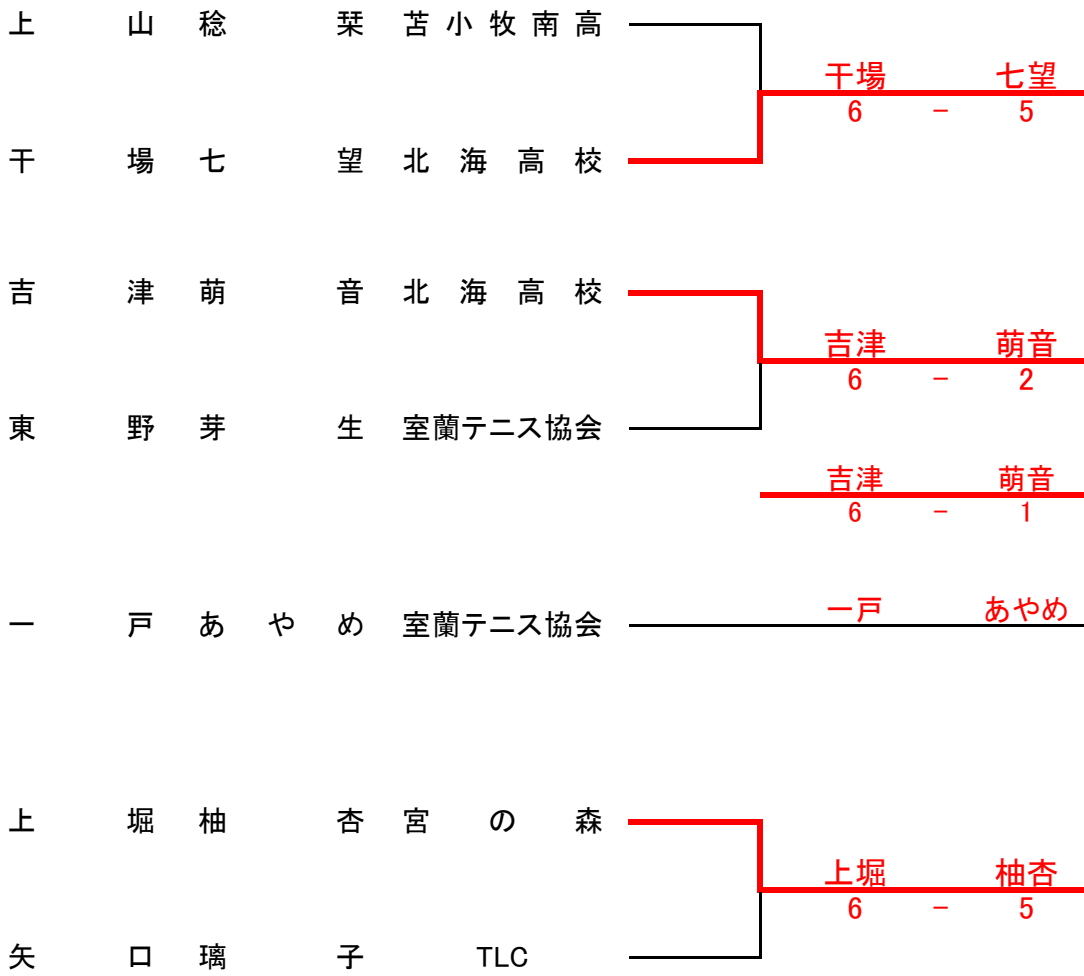 上山稔栞 苫小牧南高
干場 七望
6 - 5
干場七望 北海高校
吉津萌音 北海高校
吉津 萌音
6 - 2
東野芽生 室蘭テニス協会
吉津 萌音
6 - 1
一戸あやめ 室蘭テニス協会
一戸 あやめ
上堀柚杏 宮の森
上堀 柚杏
6 - 5
矢口璃子 TLC